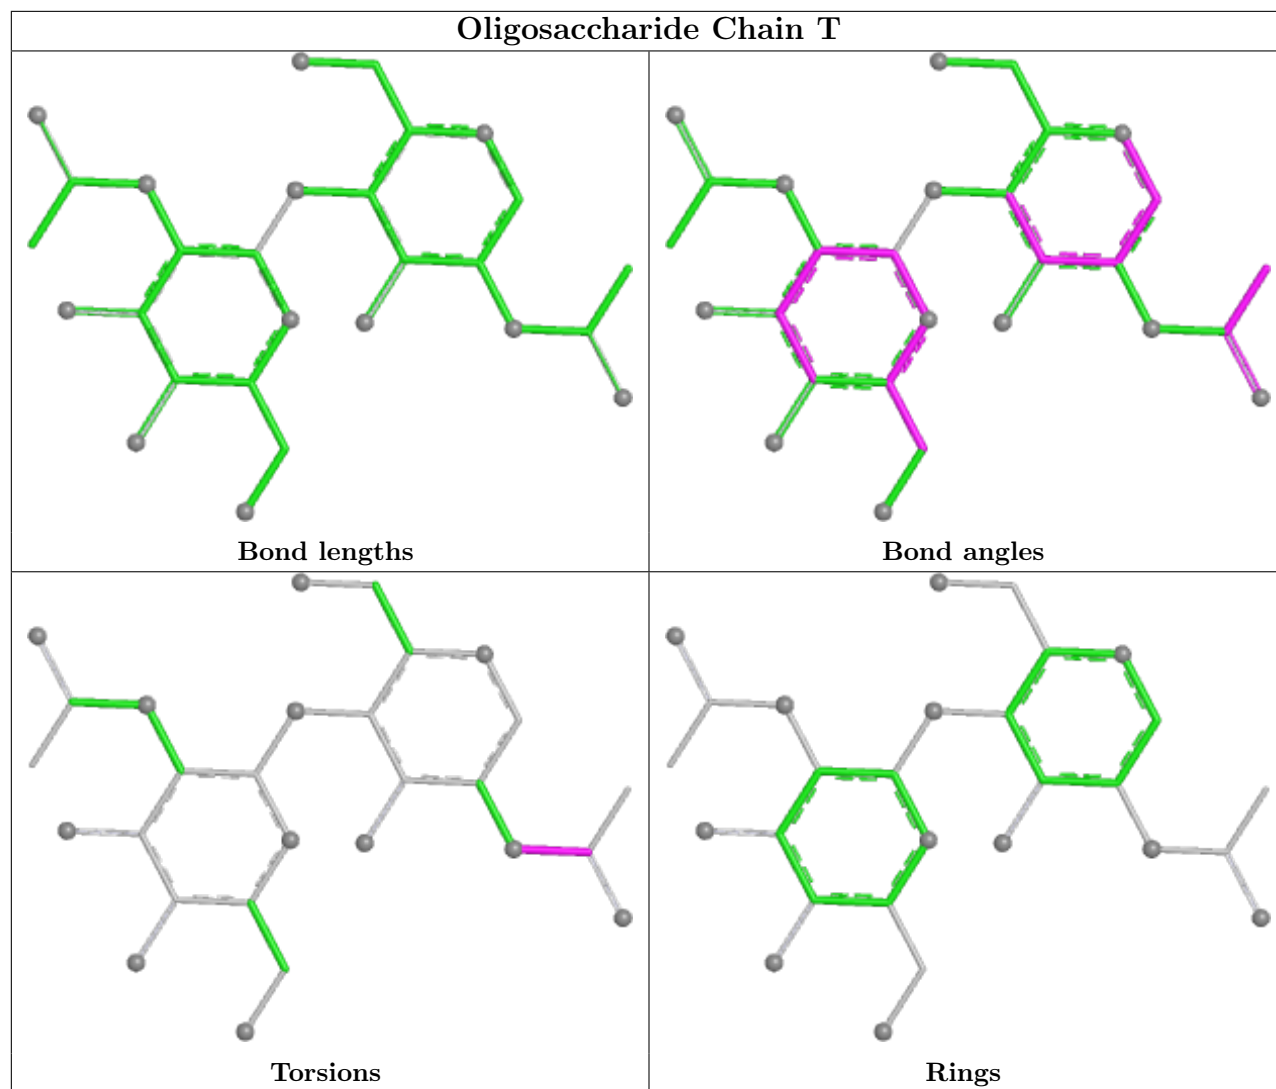 Oligosaccharide Chain T
Bond lengths
Bond angles
Torsions
Rings